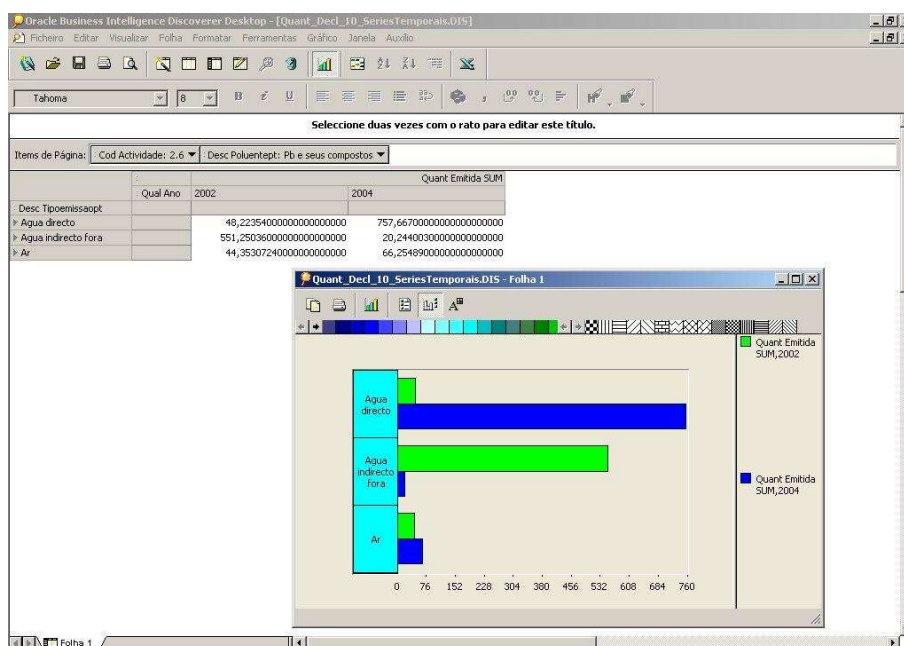 Oracle Business Intelligence Discoverer Desktop - [Quant_Decl_10_SeriesTemporais.DIS]
Ficheiro Editar Visualizar Folha Formatar Ferramentas Gráfico Janela Auxílio
Tahoma 8 B U
Seleccione duas vezes com o rato para editar este título.
Items de Página: Cod Actividade: 2.6 Desc Poluentept: Pb e seus compostos
Quant Emitida SUM
Qual Ano 2002 2004
Desc Tipoemissaopt
Agua directo 48,22354000000000000000 757,66700000000000000000
Agua indirecto fora 551,25036000000000000000 20,24400300000000000000
Ar 44,35307240000000000000 66,25489000000000000000
Quant_Decl_10_SeriesTemporais.DIS - Folha 1
Quant Emitida
SUM,2002
Agua
directo
Agua
indirecto
fora
Quant Emitida
SUM,2004
Ar
0 76 152 228 304 380 456 532 608 684 760
Folha 1